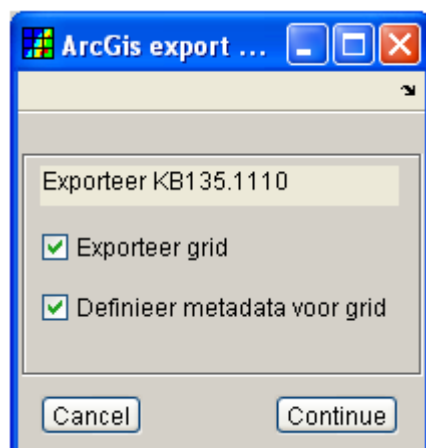 ArcGis export ...
Exporteer KB135.1110
Exporteer grid
Definieer metadata voor grid
Cancel Continue